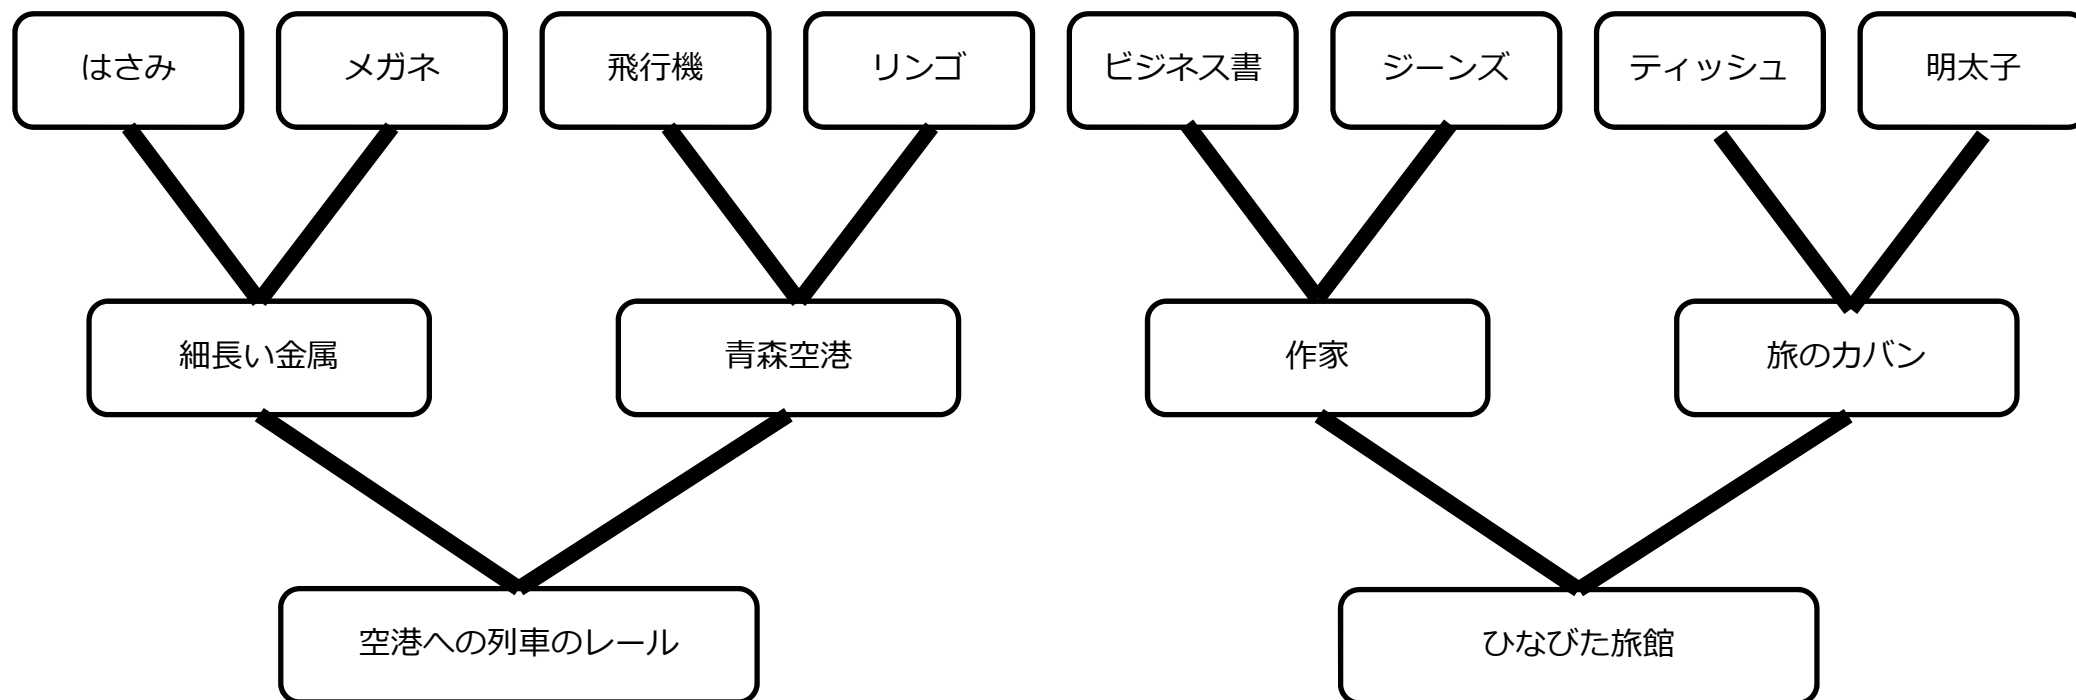 はさみ
メガネ
飛行機
リンゴ
ビジネス書
ジーンズ
ティッシュ
明太子
細長い金属
青森空港
作家
旅のカバン
空港への列車のレール
ひなびた旅館